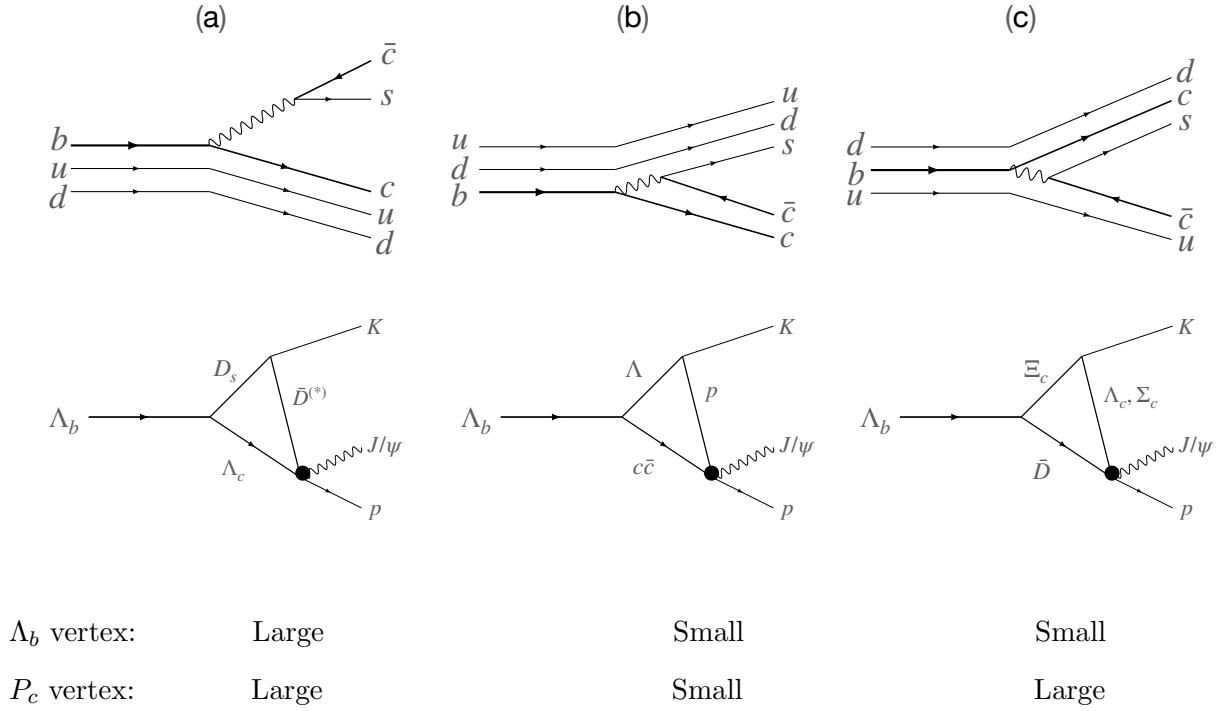 (a)
(b)
(c)
c̄
s
b
u
d
c
u
d
u
d
b
u
d
s
c̄
c
d
b
u
d
c
s
c̄
u
Λ_b
D_s
D̄^(*)
Λ_c
K
J/ψ
p
Λ_b
Λ
p
cc̄
K
J/ψ
p
Λ_b
Ξ_c
Λ_c, Σ_c
D̄
K
J/ψ
p
Λ_b vertex: Large Small Small
P_c vertex: Large Small Large